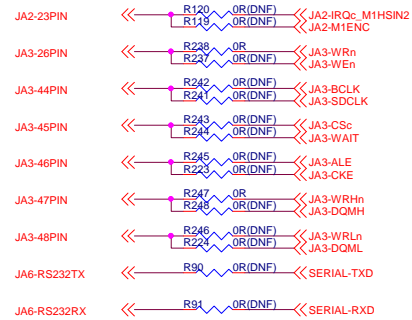 R120 0R(DNF) JA2-IRQc_M1HSIN2
JA2-23PIN R119 0R(DNF) JA2-M1ENC
R238 0R JA3-WRn
JA3-26PIN R237 0R(DNF) JA3-WEn
R242 0R(DNF) JA3-BCLK
JA3-44PIN R241 0R(DNF) JA3-SDCLK
R243 0R(DNF) JA3-CSc
JA3-45PIN R244 0R(DNF) JA3-WAIT
R245 0R(DNF) JA3-ALE
JA3-46PIN R223 0R(DNF) JA3-CKE
R247 0R JA3-WRHn
JA3-47PIN R248 0R(DNF) JA3-DQMH
R246 0R(DNF) JA3-WRLn
JA3-48PIN R224 0R(DNF) JA3-DQML
JA6-RS232TX R90 0R(DNF) SERIAL-TXD
JA6-RS232RX R91 0R(DNF) SERIAL-RXD